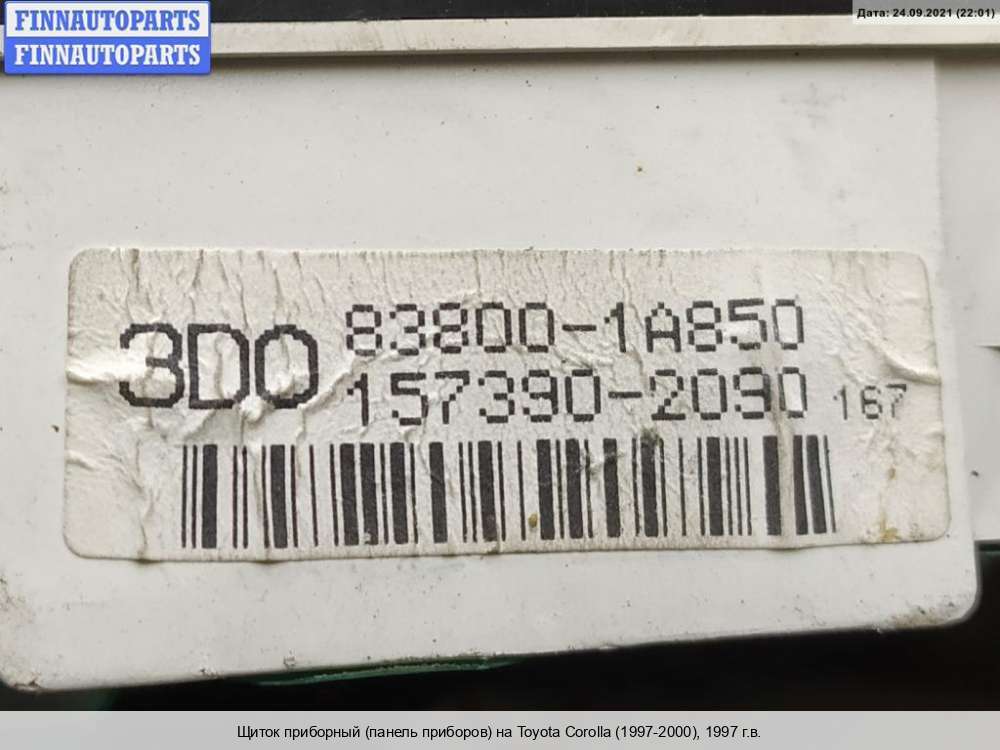 FINNAUTOPARTS
FINNAUTOPARTS
Дата: 24.09.2021 (22:01)
3D0
83800-1A850
157390-2090 167
Щиток приборный (панель приборов) на Toyota Corolla (1997-2000), 1997 г.в.